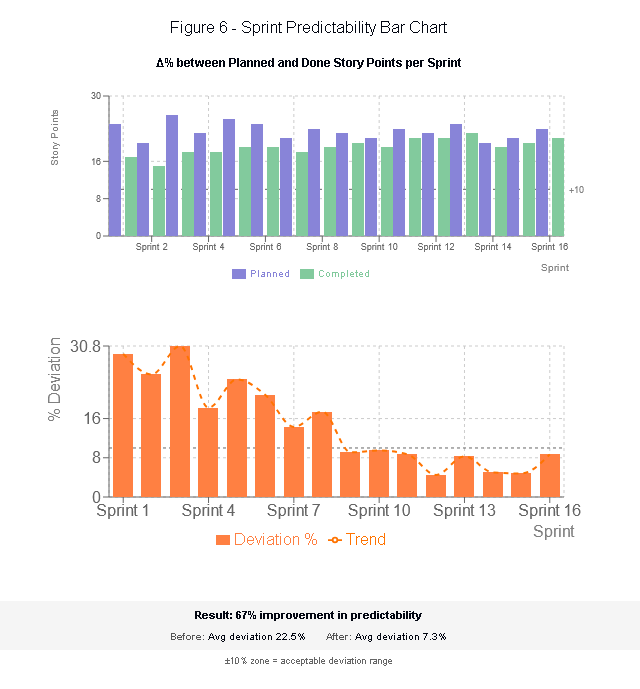 Figure 6 - Sprint Predictability Bar Chart
Δ% between Planned and Done Story Points per Sprint
Story Points
30
16
8
0
+10
Sprint 2 Sprint 4 Sprint 6 Sprint 8 Sprint 10 Sprint 12 Sprint 14 Sprint 16
Sprint
Planned Completed
% Deviation
30.8
16
8
0
Sprint 1 Sprint 4 Sprint 7 Sprint 10 Sprint 13 Sprint 16
Sprint
Deviation % Trend
Result: 67% improvement in predictability
Before: Avg deviation 22.5% After: Avg deviation 7.3%
±10% zone = acceptable deviation range